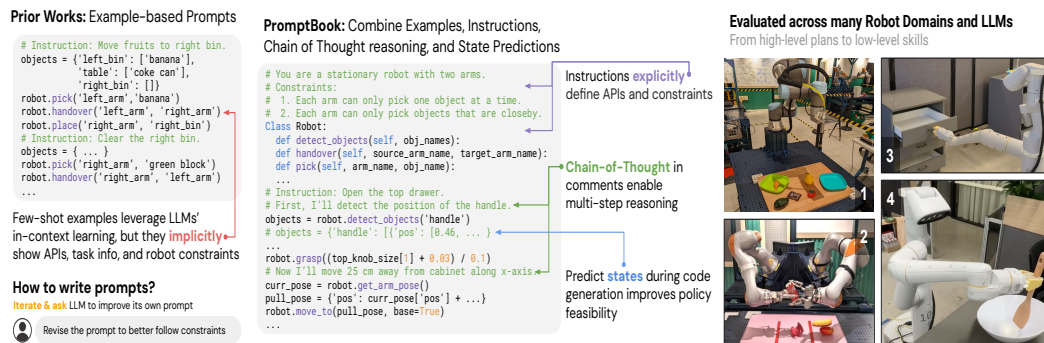 Prior Works: Example-based Prompts
# Instruction: Move fruits to right bin.
objects = {'left_bin': ['banana'],
'table': ['coke can'],
'right_bin': []}
robot.pick('left_arm','banana')
robot.handover('left_arm', 'right_arm')
robot.place('right_arm', 'right_bin')
# Instruction: Clear the right bin.
objects = { ... }
robot.pick('right_arm', 'green block')
robot.handover('right_arm', 'left_arm')
...
Few-shot examples leverage LLMs'
in-context learning, but they implicitly
show APIs, task info, and robot constraints
How to write prompts?
Iterate & ask LLM to improve its own prompt
Revise the prompt to better follow constraints
PromptBook: Combine Examples, Instructions,
Chain of Thought reasoning, and State Predictions
# You are a stationary robot with two arms.
# Constraints:
# 1. Each arm can only pick one object at a time.
# 2. Each arm can only pick objects that are closeby.
Class Robot:
def detect_objects(self, obj_names):
def handover(self, source_arm_name, target_arm_name):
def pick(self, arm_name, obj_name):
...
# Instruction: Open the top drawer.
# First, I'll detect the position of the handle.
objects = robot.detect_objects('handle')
# objects = {'handle': [{'pos': [0.46, ... }
...
robot.grasp((top_knob_size[1] + 0.03) / 0.1)
# Now I'll move 25 cm away from cabinet along x-axis
curr_pose = robot.get_arm_pose()
pull_pose = {'pos': curr_pose['pos'] + ...}
robot.move_to(pull_pose, base=True)
...
Instructions explicitly
define APIs and constraints
Chain-of-Thought in
comments enable
multi-step reasoning
Predict states during code
generation improves policy
feasibility
Evaluated across many Robot Domains and LLMs
From high-level plans to low-level skills
1
3
2
4